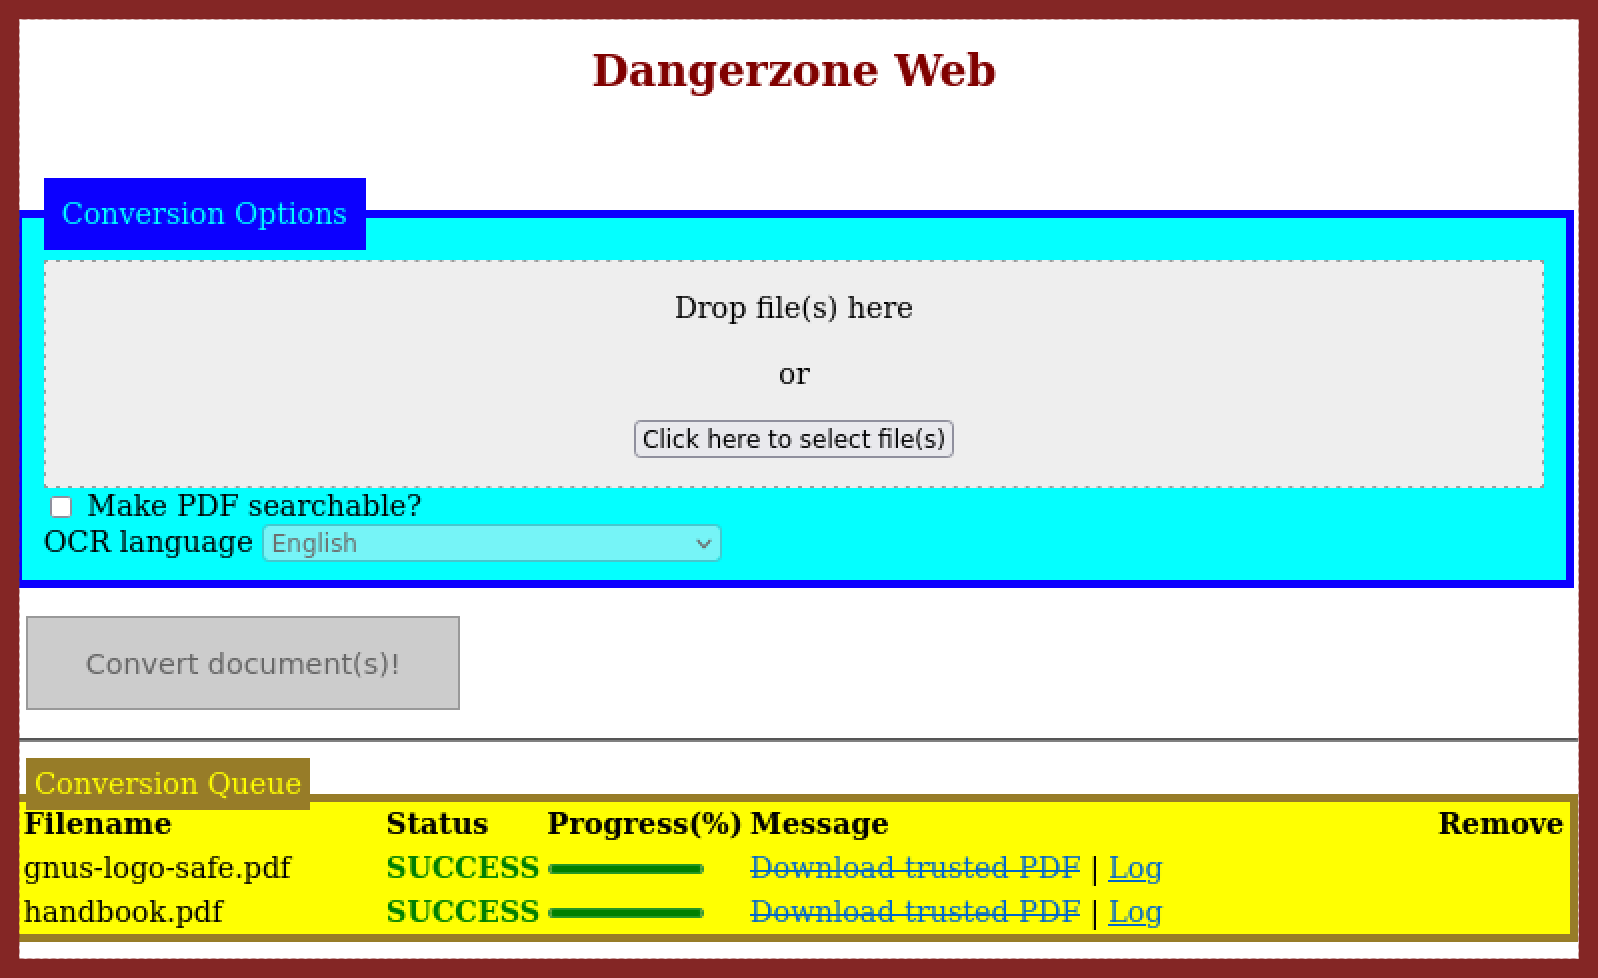 Dangerzone Web
Conversion Options
Drop file(s) here
or
Click here to select file(s)
Make PDF searchable?
OCR language English
Convert document(s)!
Conversion Queue
Filename Status Progress(%) Message Remove
gnus-logo-safe.pdf SUCCESS Download trusted PDF | Log
handbook.pdf SUCCESS Download trusted PDF | Log